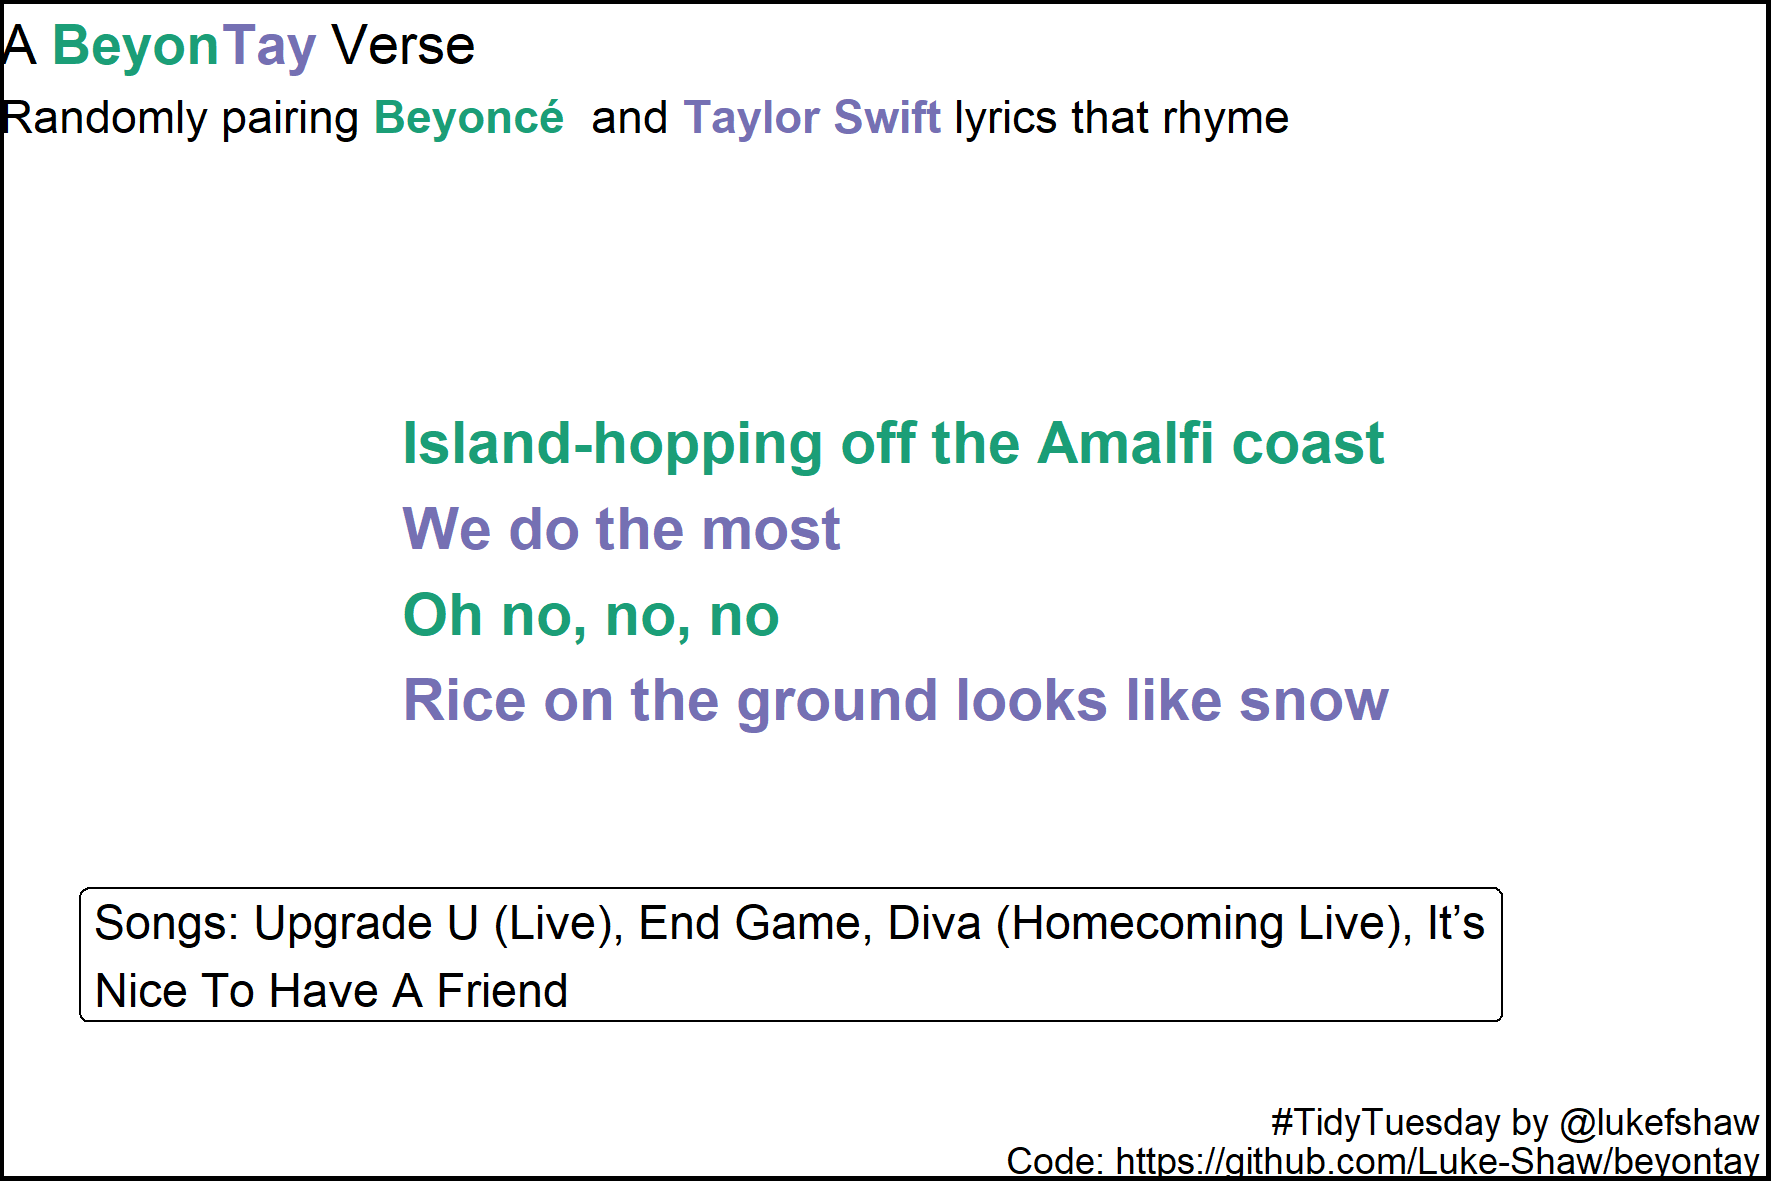 A BeyonTay Verse
Randomly pairing Beyoncé and Taylor Swift lyrics that rhyme
Island-hopping off the Amalfi coast
We do the most
Oh no, no, no
Rice on the ground looks like snow
Songs: Upgrade U (Live), End Game, Diva (Homecoming Live), It’s
Nice To Have A Friend
#TidyTuesday by @lukefshaw
Code: https://github.com/Luke-Shaw/beyontay